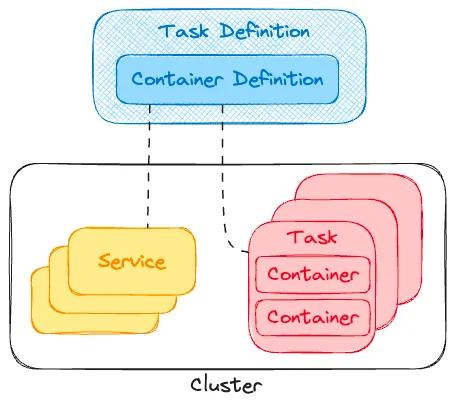 Task Definition
Container Definition
Service
Task
Container
Container
Cluster